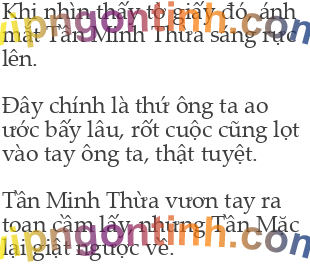 Khi nhìn thấy tờ giấy đó, ánh
mắt Tần Minh Thừa sáng rực
lên.
Đây chính là thứ ông ta ao
ước bấy lâu, rốt cuộc cũng lọt
vào tay ông ta, thật tuyệt.
Tần Minh Thừa vươn tay ra
toan cầm lấy nhưng Tần Mặc
lại giật ngược về.